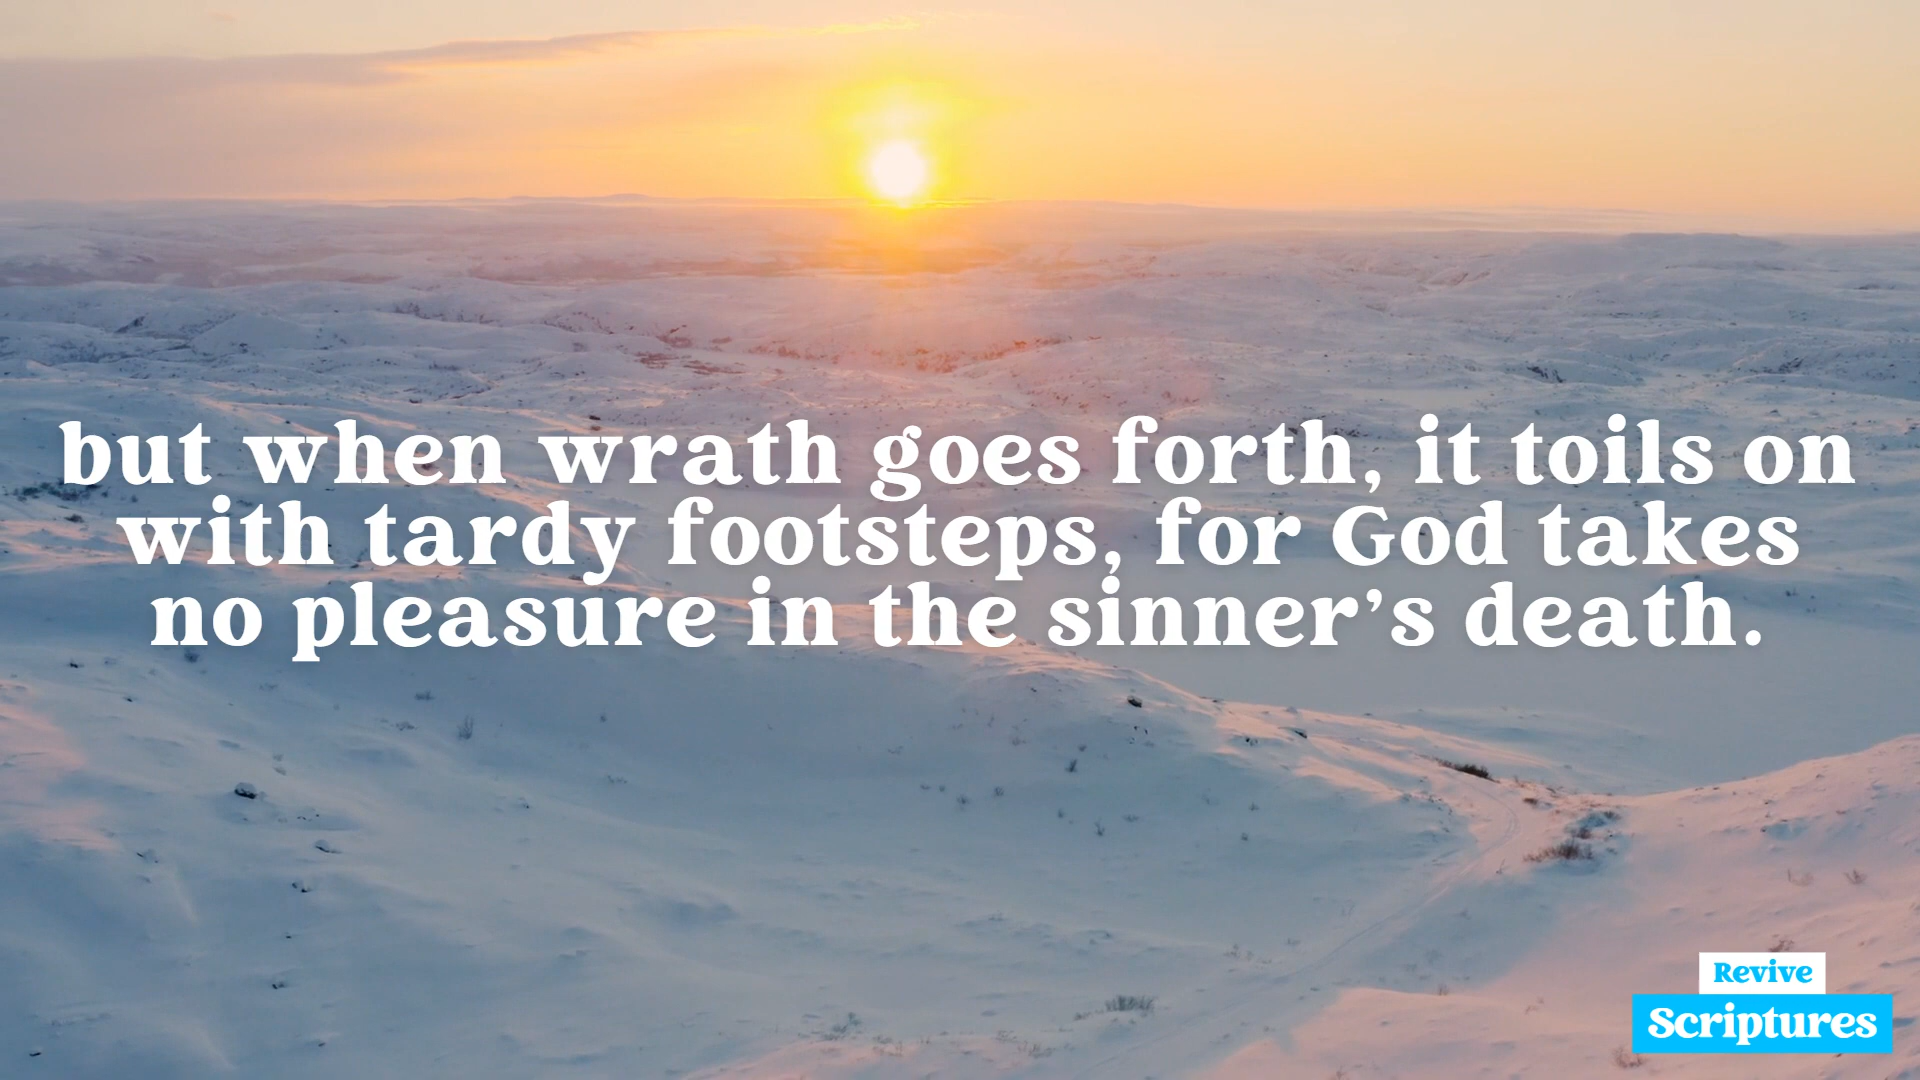 but when wrath goes forth, it toils on
with tardy footsteps, for God takes
no pleasure in the sinner’s death.
Revive
Scriptures